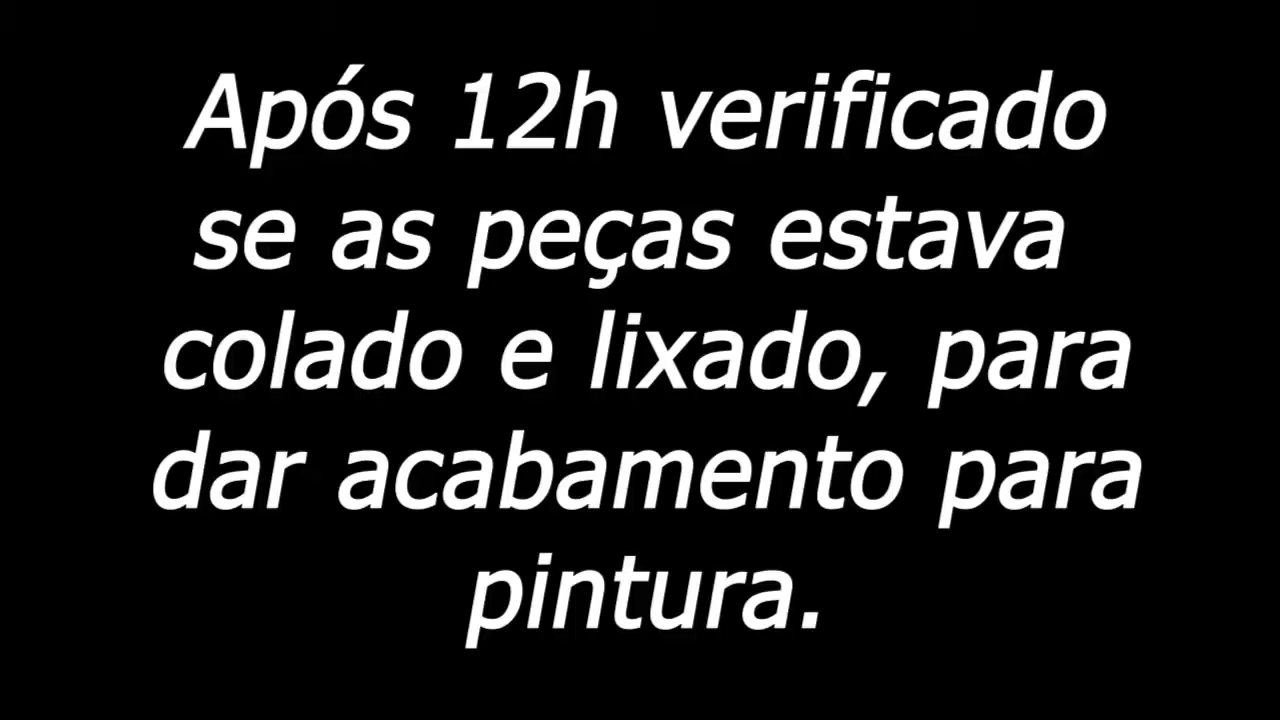 Após 12h verificado
se as peças estava
colado e lixado, para
dar acabamento para
pintura.